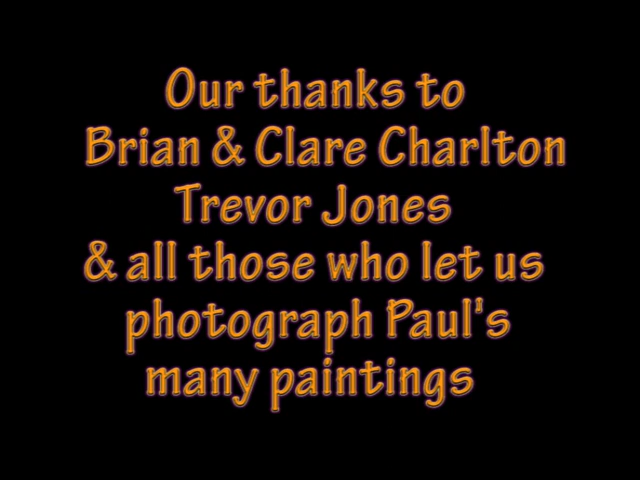 Our thanks to
Brian & Clare Charlton
Trevor Jones
& all those who let us
photograph Paul's
many paintings